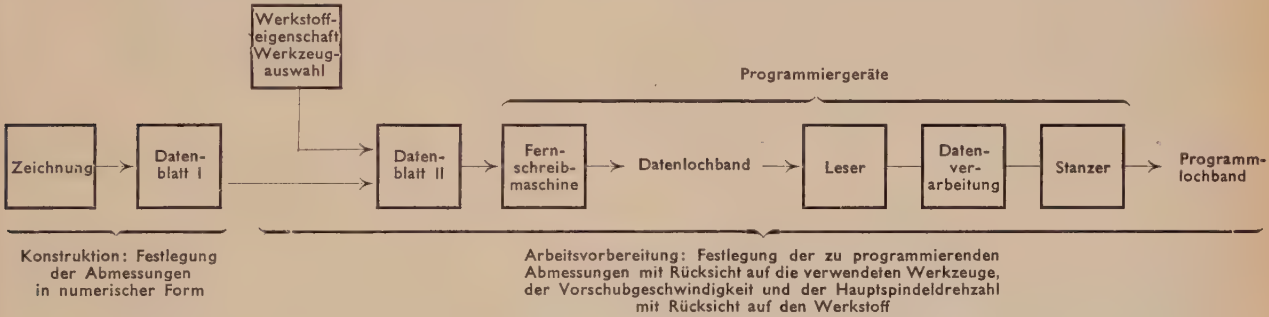 Werkstoff-
eigenschaft
Werkzeug-
auswahl
Programmiergeräte
Zeichnung
Daten-
blatt I
Daten-
blatt II
Fern-
schreib-
maschine
Datenlochband
Leser
Daten-
ver-
arbeitung
Stanzer
Programm-
lochband
Konstruktion: Festlegung
der Abmessungen
in numerischer Form
Arbeitsvorbereitung: Festlegung der zu programmierenden
Abmessungen mit Rücksicht auf die verwendeten Werkzeuge,
der Vorschubgeschwindigkeit und der Hauptspindeldrehzahl
mit Rücksicht auf den Werkstoff